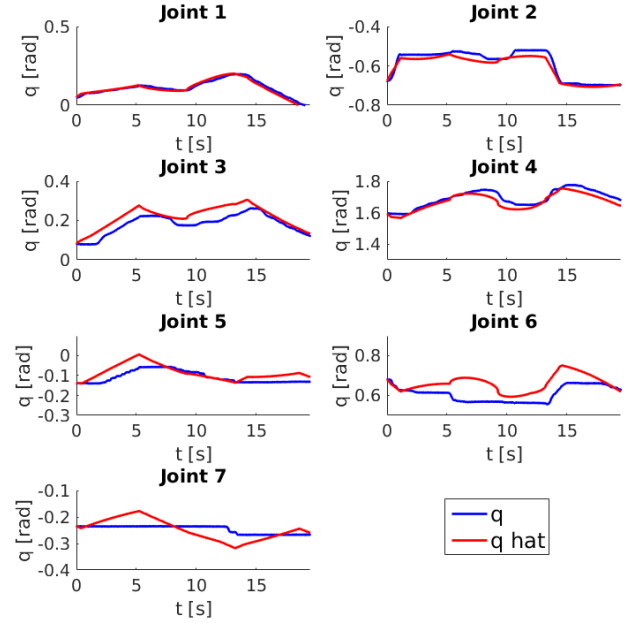 Joint 1
q [rad]
0.5
0
0 5 10 15
t [s]
Joint 2
q [rad]
-0.4
-0.6
-0.8
0 5 10 15
t [s]
Joint 3
q [rad]
0.4
0.2
0
0 5 10 15
t [s]
Joint 4
q [rad]
1.8
1.6
1.4
0 5 10 15
t [s]
Joint 5
q [rad]
0
-0.1
-0.2
-0.3
0 5 10 15
t [s]
Joint 6
q [rad]
0.8
0.6
0 5 10 15
t [s]
Joint 7
q [rad]
-0.1
-0.2
-0.3
-0.4
0 5 10 15
t [s]
q
q hat